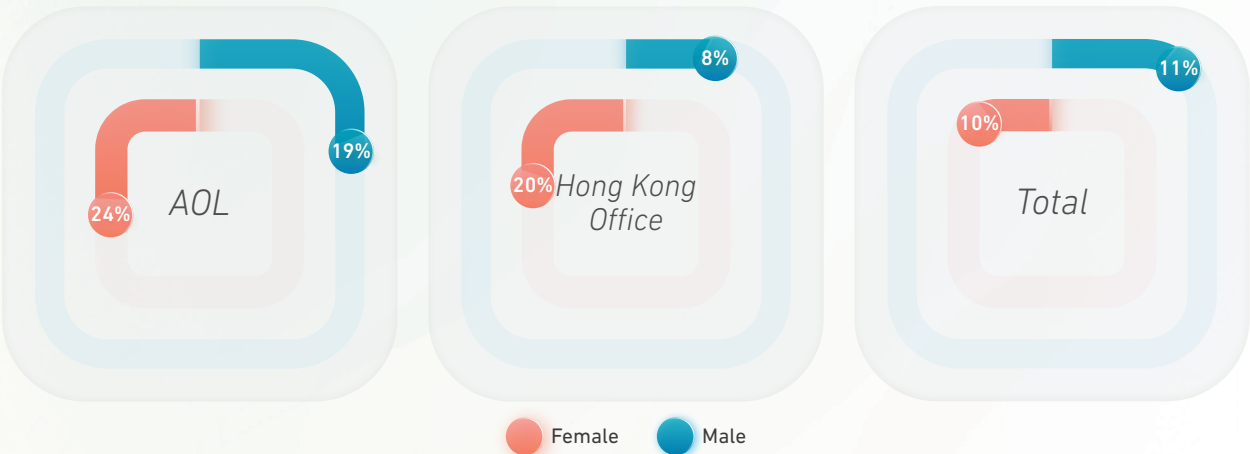 19%
24%
AOL
8%
20%
Hong Kong
Office
11%
10%
Total
Female
Male